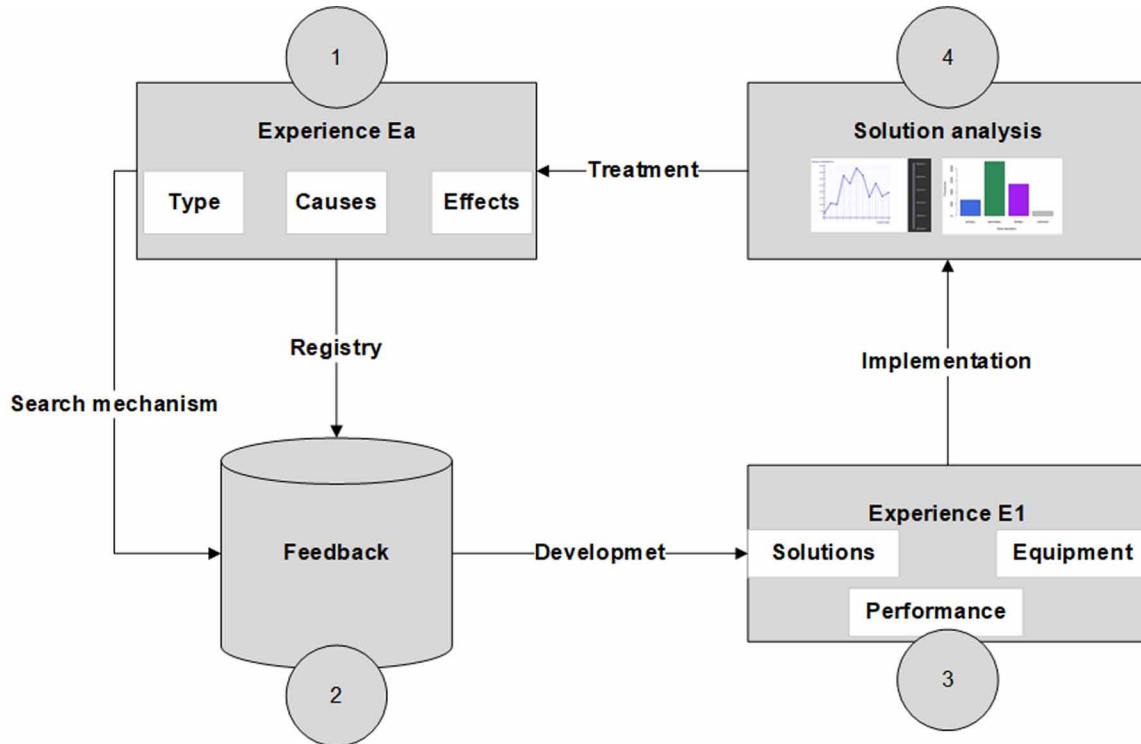 1
4
Experience Ea
Solution analysis
Treatment
Type
Causes
Effects
Registry
Implementation
Search mechanism
Feedback
Developmet
Experience E1
Solutions
Equipment
Performance
2
3